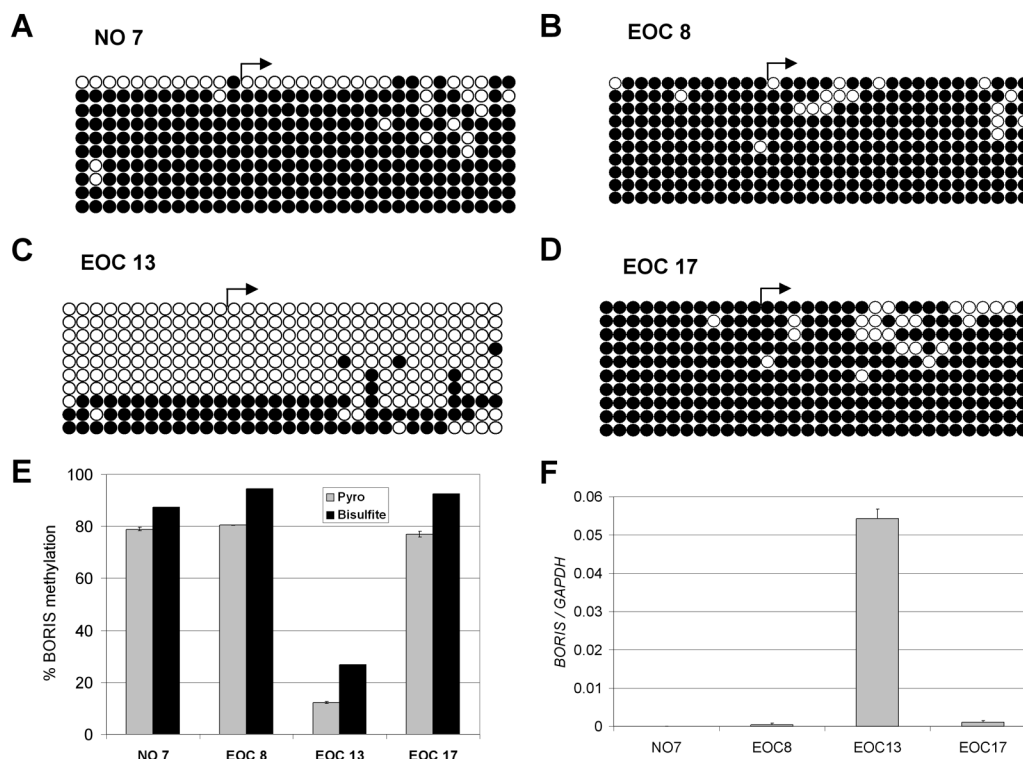 A
NO 7
B
EOC 8
C
EOC 13
D
EOC 17
E
% BORIS methylation
100
80
60
40
20
0
Pyro
Bisulfite
NO 7
EOC 8
EOC 13
EOC 17
F
BORIS / GAPDH
0.06
0.05
0.04
0.03
0.02
0.01
0
NO7
EOC8
EOC13
EOC17